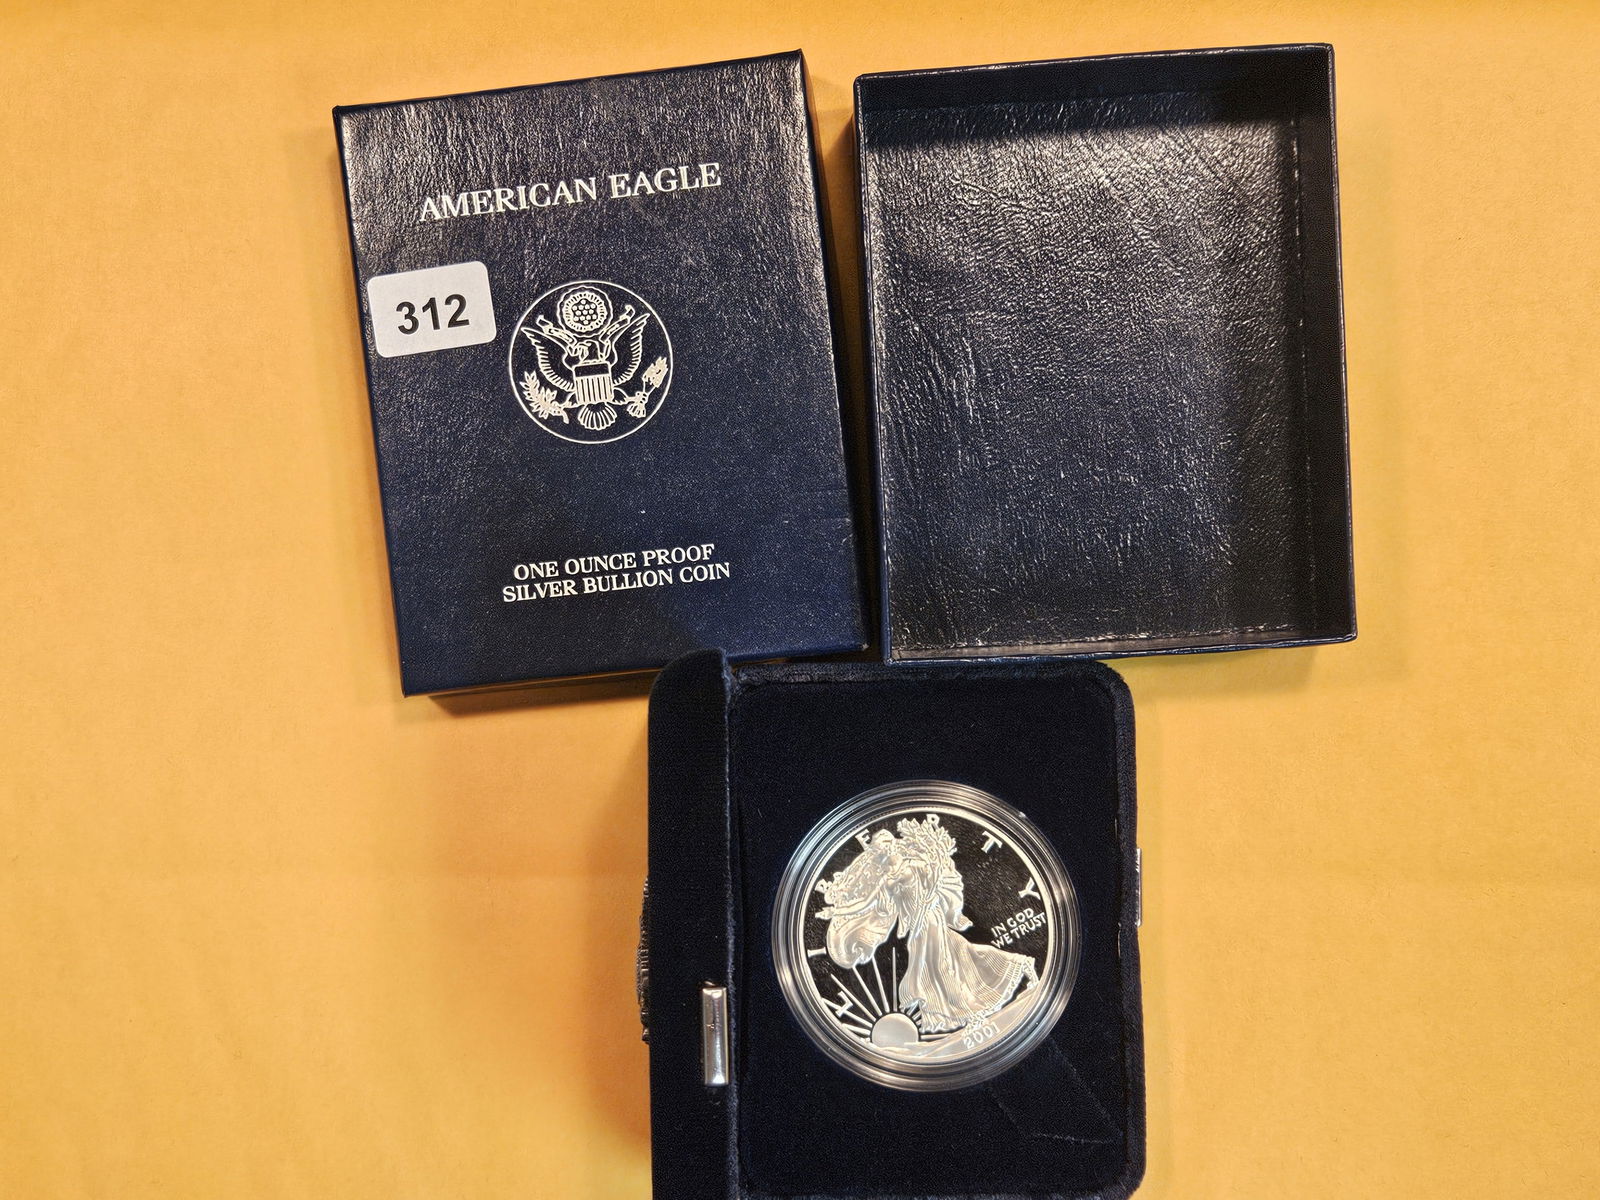 AMERICAN EAGLE
312
ONE OUNCE PROOF
SILVER BULLION COIN
LIBERTY
IN GOD
WE TRUST
2001